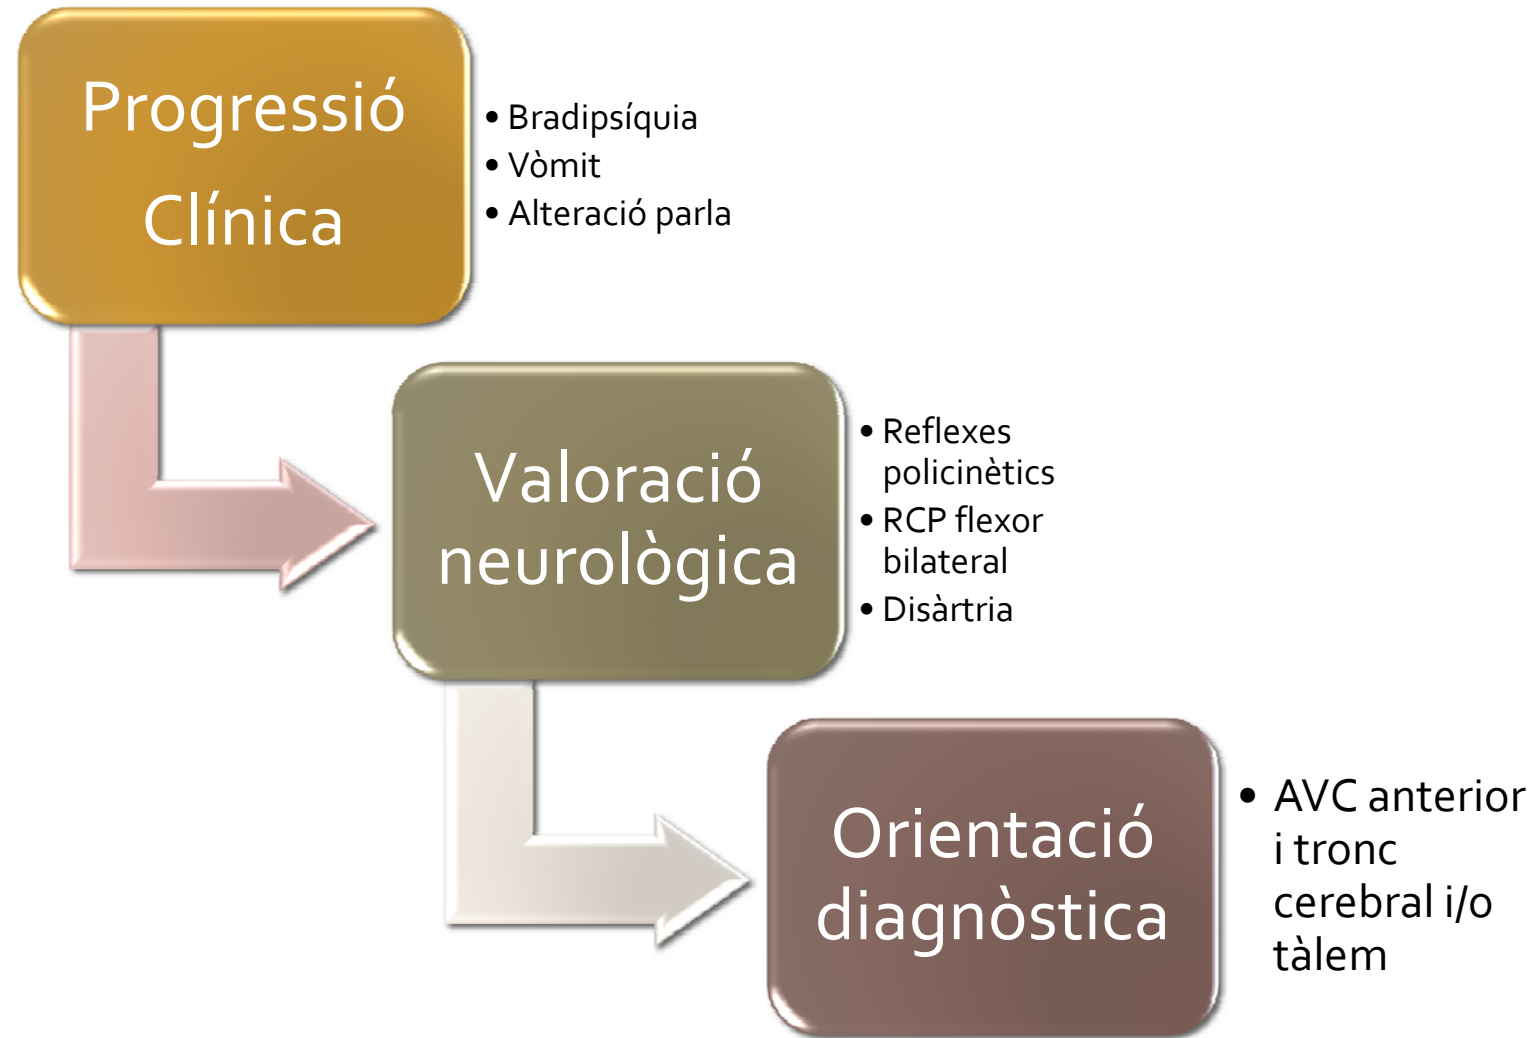 Progressió
Clínica
• Bradipsíquia
• Vòmit
• Alteració parla
Valoració
neurològica
• Reflexes
policinètics
• RCP flexor
bilateral
• Disàrtria
Orientació
diagnòstica
• AVC anterior
i tronc
cerebral i/o
tàlem